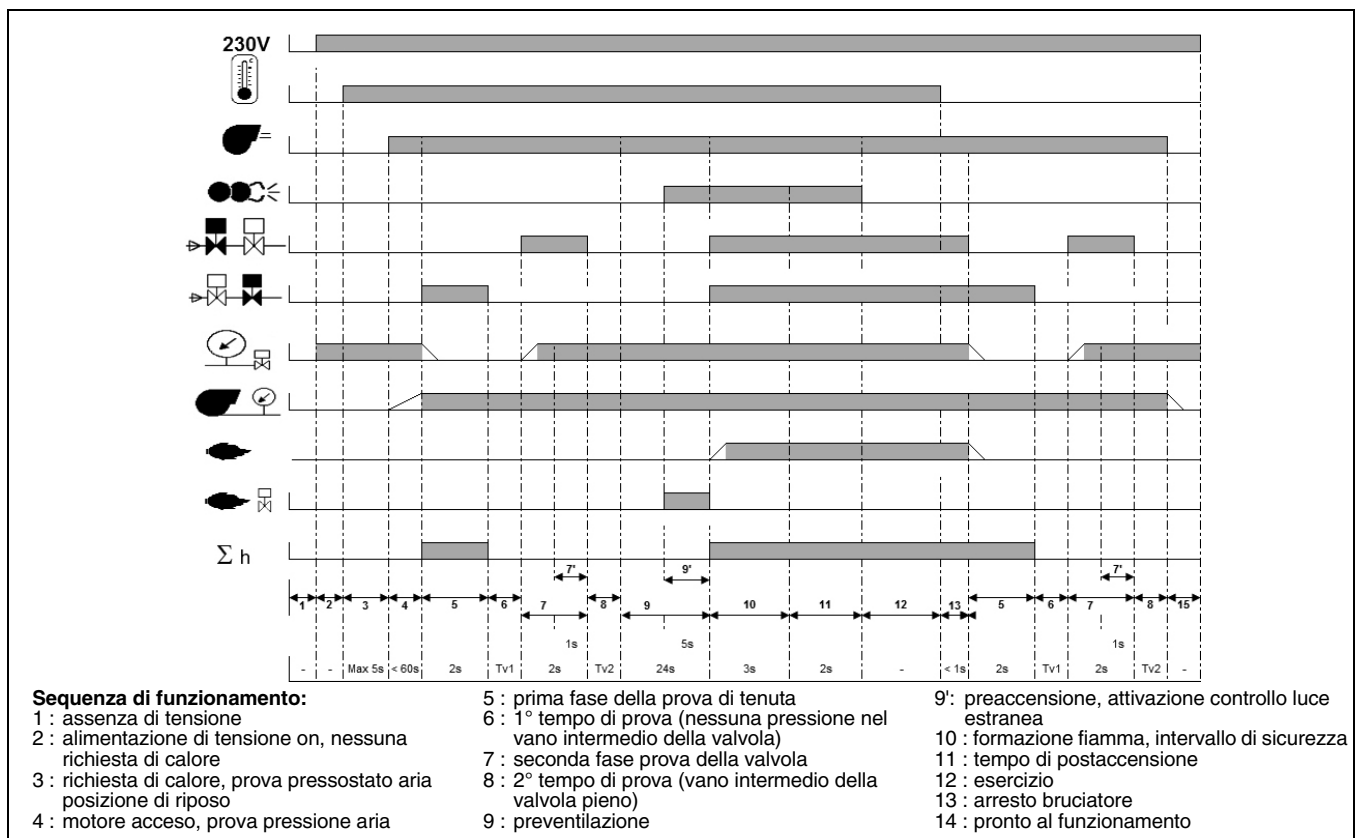 230V
°C
Σ h
7' 9' 7'
1 2 3 4 5 6 7 8 9 10 11 12 13 5 6 7 8 15
1s 5s 1s
- - Max 5s < 60s 2s Tv1 2s Tv2 24s 3s 2s - < 1s 2s Tv1 2s Tv2 -
Sequenza di funzionamento:
1 : assenza di tensione
2 : alimentazione di tensione on, nessuna
richiesta di calore
3 : richiesta di calore, prova pressostato aria
posizione di riposo
4 : motore acceso, prova pressione aria
5 : prima fase della prova di tenuta
6 : 1° tempo di prova (nessuna pressione nel
vano intermedio della valvola)
7 : seconda fase prova della valvola
8 : 2° tempo di prova (vano intermedio della
valvola pieno)
9 : preventilazione
9': preaccensione, attivazione controllo luce
estranea
10 : formazione fiamma, intervallo di sicurezza
11 : tempo di postaccensione
12 : esercizio
13 : arresto bruciatore
14 : pronto al funzionamento